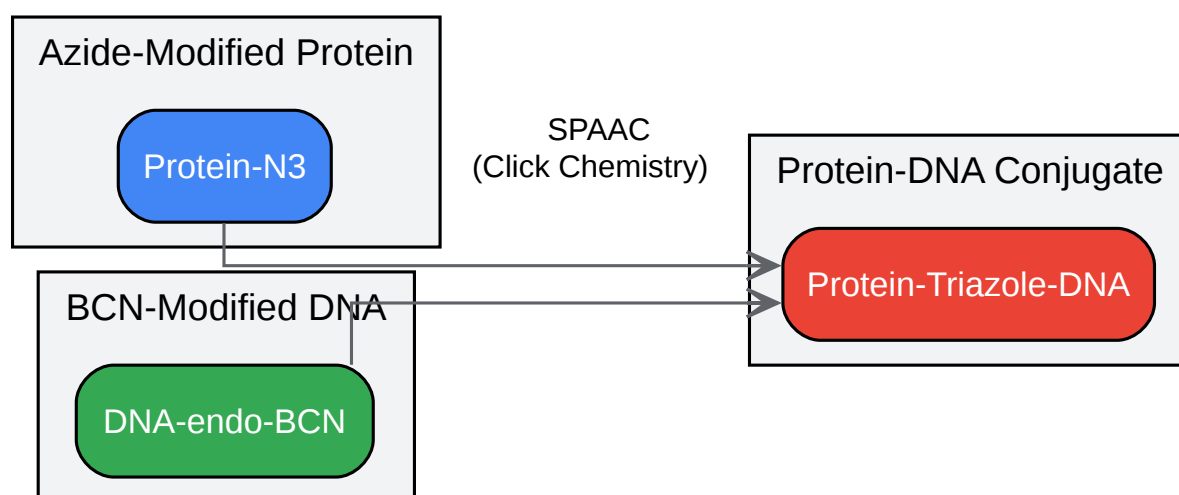 Azide-Modified Protein
Protein-N3
SPAAC
(Click Chemistry)
Protein-DNA Conjugate
Protein-Triazole-DNA
BCN-Modified DNA
DNA-endo-BCN